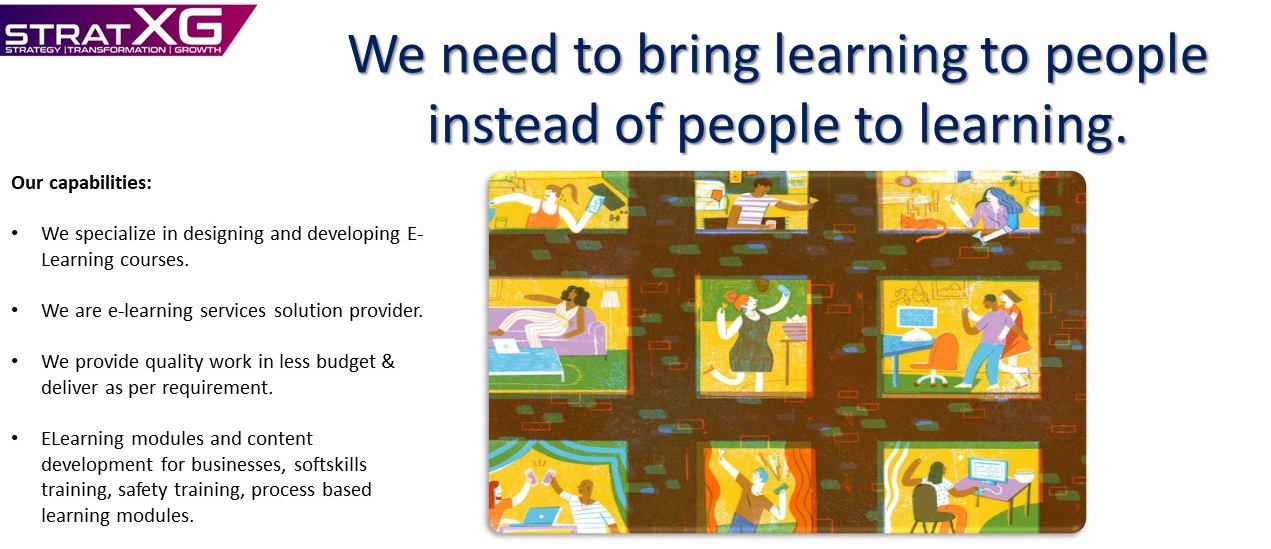 STRATXG
STRATEGY | TRANSFORMATION | GROWTH
We need to bring learning to people
instead of people to learning.
Our capabilities:
• We specialize in designing and developing E-
Learning courses.
• We are e-learning services solution provider.
• We provide quality work in less budget &
deliver as per requirement.
• ELearning modules and content
development for businesses, softskills
training, safety training, process based
learning modules.